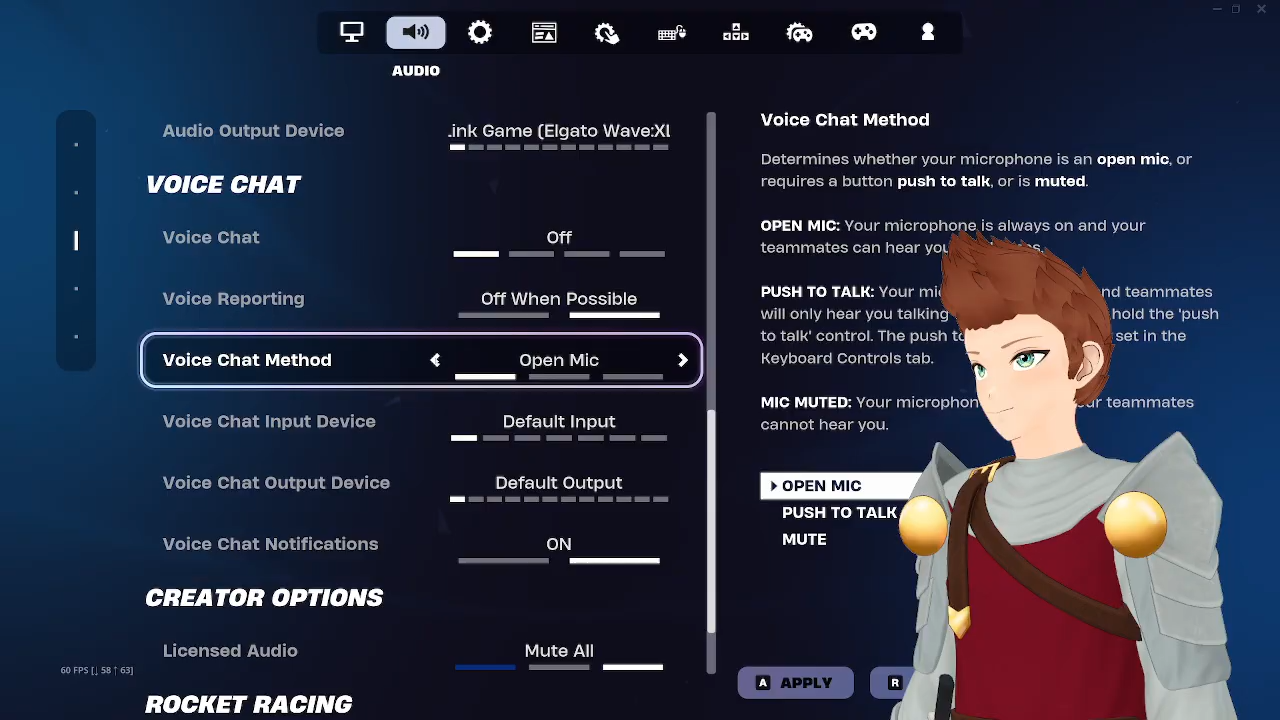 AUDIO
Audio Output Device
Link Game (Elgato Wave:XL
VOICE CHAT
Voice Chat
Off
Voice Reporting
Off When Possible
Voice Chat Method
Open Mic
Voice Chat Input Device
Default Input
Voice Chat Output Device
Default Output
Voice Chat Notifications
ON
CREATOR OPTIONS
Licensed Audio
Mute All
ROCKET RACING
60 FPS [↓ 58 ↑ 63]
Voice Chat Method
Determines whether your microphone is an open mic, or
requires a button push to talk, or is muted.
OPEN MIC: Your microphone is always on and your
teammates can hear you
PUSH TO TALK: Your and teammates
will only hear you talking hold the 'push
to talk' control. The push to set in the
Keyboard Controls tab.
MIC MUTED: Your teammates
cannot hear you.
OPEN MIC
PUSH TO TALK
MUTE
A APPLY
R